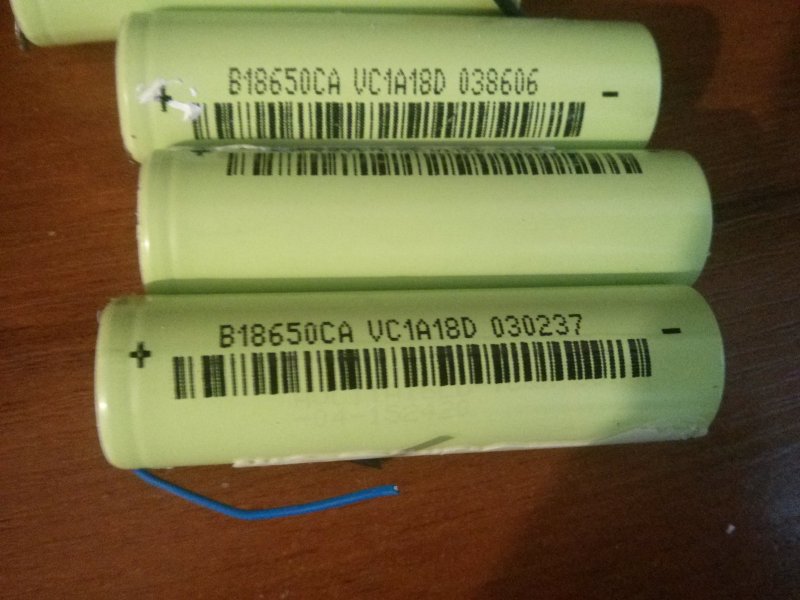 B18650CA VC1A18D 038606
+ -
+
B18650CA VC1A18D 030237
+ -